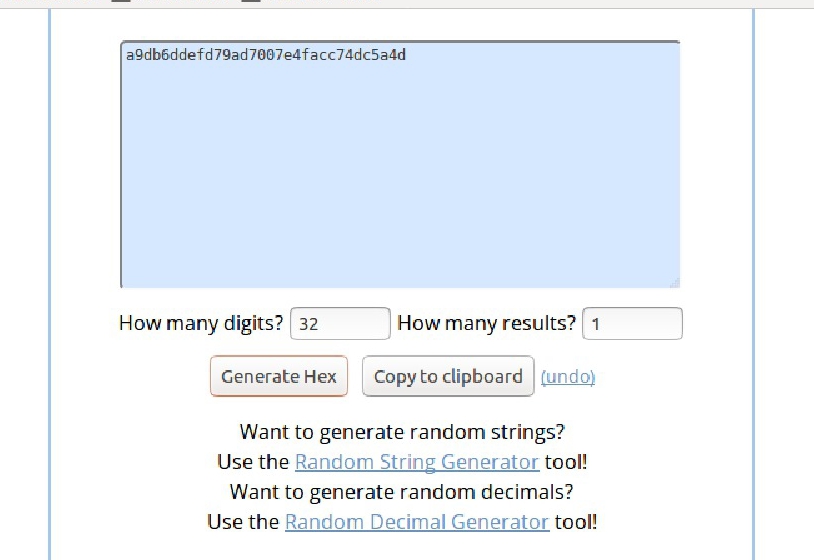 a9db6ddefd79ad7007e4facc74dc5a4d
How many digits? 32 How many results? 1
Generate Hex Copy to clipboard (undo)
Want to generate random strings?
Use the Random String Generator tool!
Want to generate random decimals?
Use the Random Decimal Generator tool!